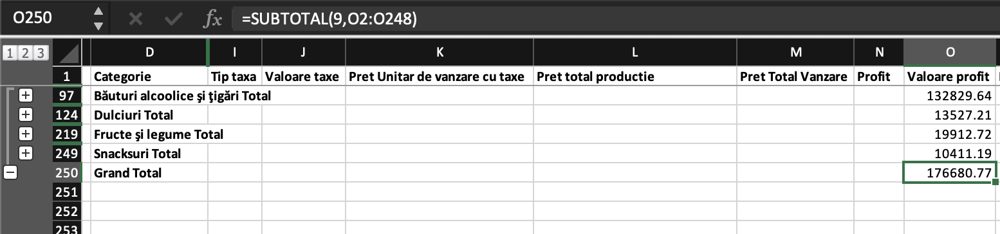 O250 fx =SUBTOTAL(9,O2:O248)
1 2 3 D I J K L M N O
1 Categorie Tip taxa Valoare taxe Pret Unitar de vanzare cu taxe Pret total productie Pret Total Vanzare Profit Valoare profit
97 Băuturi alcoolice şi ţigări Total 132829.64
124 Dulciuri Total 13527.21
219 Fructe şi legume Total 19912.72
249 Snacksuri Total 10411.19
250 Grand Total 176680.77
251
252
253